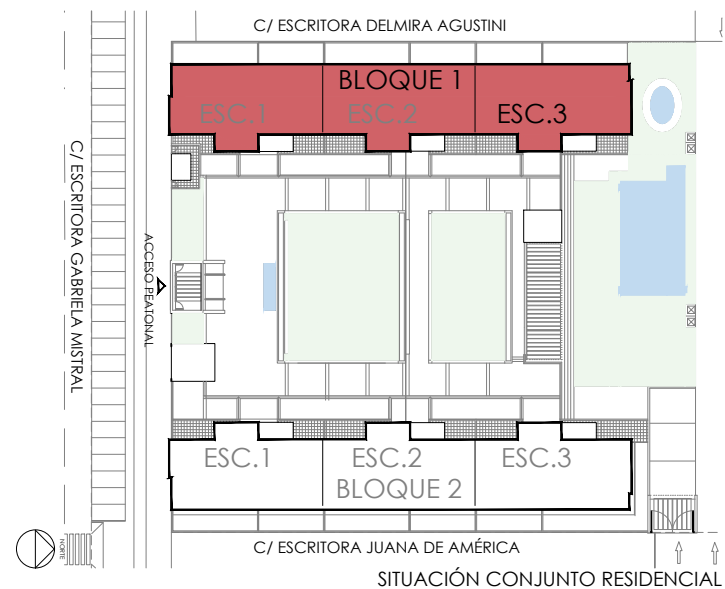 C/ ESCRITORA DELMIRA AGUSTINI
BLOQUE 1
ESC.1
ESC.2
ESC.3
C/ ESCRITORA GABRIELA MISTRAL
ACCESO PEATONAL
ESC.1
ESC.2
ESC.3
BLOQUE 2
NORTE
C/ ESCRITORA JUANA DE AMÉRICA
SITUACIÓN CONJUNTO RESIDENCIAL